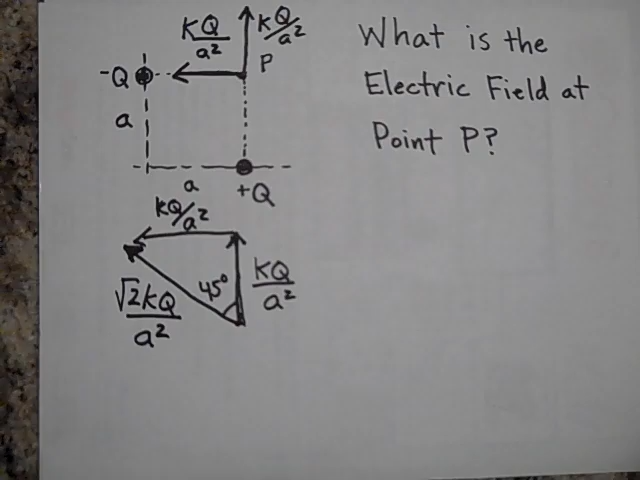 KQ/a² KQ/a²
What is the
-Q P
Electric Field at
a
Point P?
a +Q
KQ/a²
KQ/a²
45°
√2KQ/a²